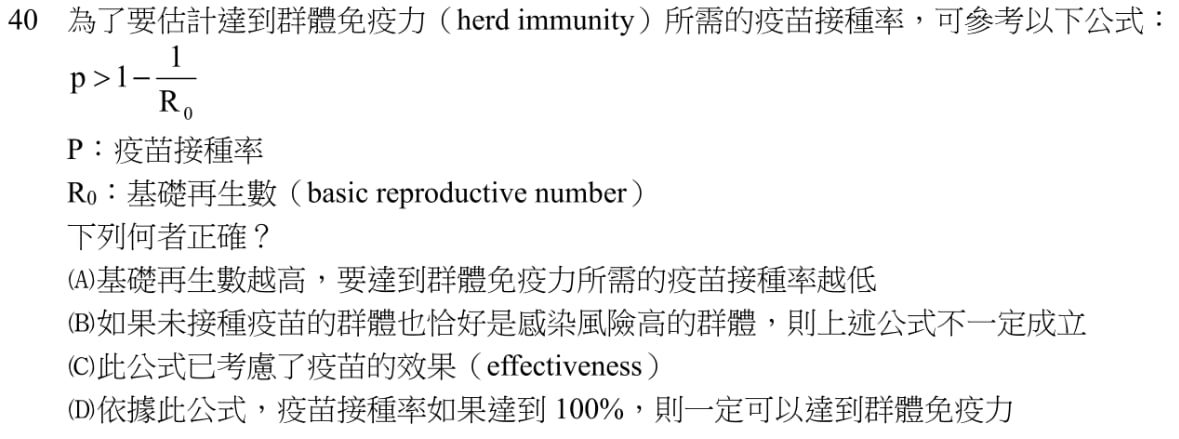 40 為了要估計達到群體免疫力（herd immunity）所需的疫苗接種率，可參考以下公式：
p > 1 − 1/R₀
P：疫苗接種率
R₀：基礎再生數（basic reproductive number）
下列何者正確？
(A)基礎再生數越高，要達到群體免疫力所需的疫苗接種率越低
(B)如果未接種疫苗的群體也恰好是感染風險高的群體，則上述公式不一定成立
(C)此公式已考慮了疫苗的效果（effectiveness）
(D)依據此公式，疫苗接種率如果達到 100%，則一定可以達到群體免疫力